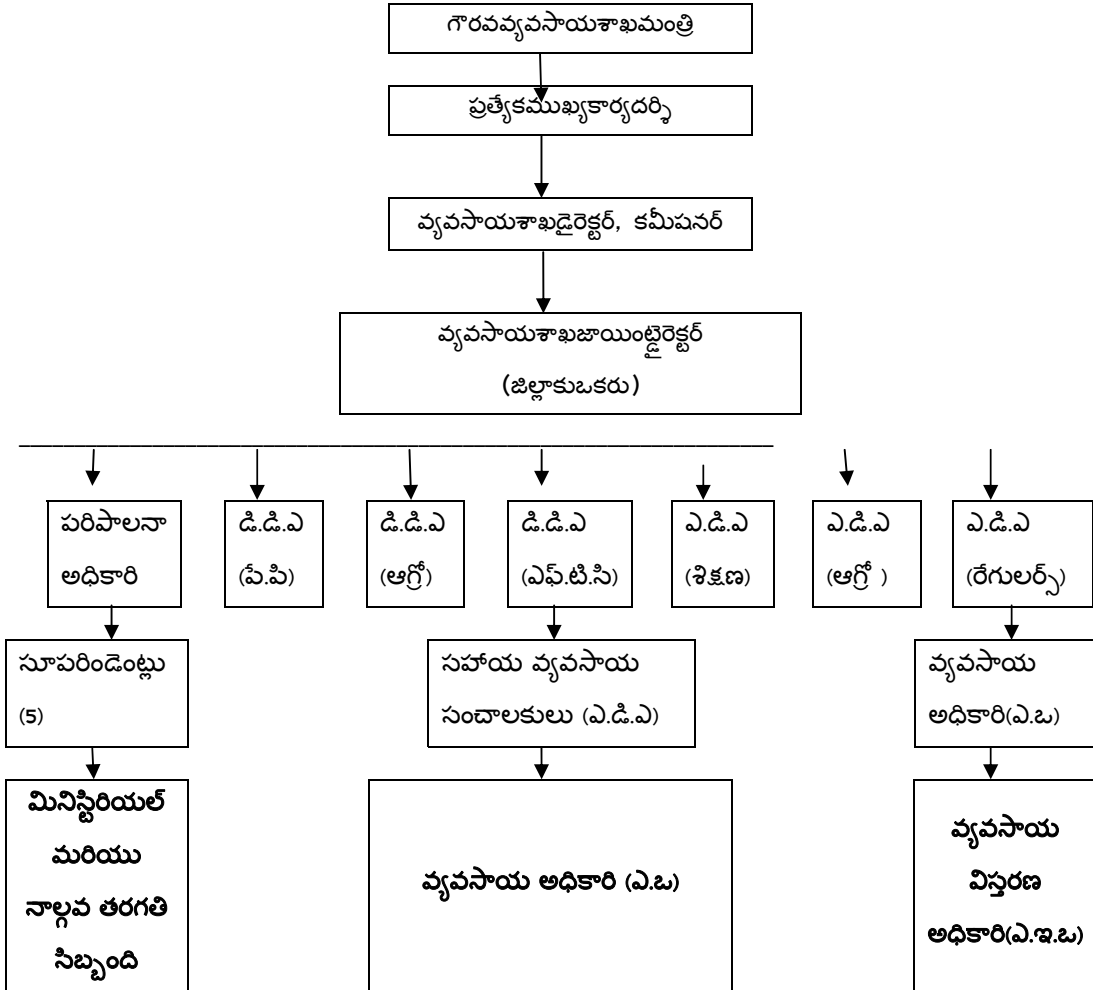 గౌరవవ్యవసాయశాఖమంత్రి
ప్రత్యేకముఖ్యకార్యదర్శి
వ్యవసాయశాఖడైరెక్టర్, కమీషనర్
వ్యవసాయశాఖజాయింట్డైరెక్టర్
(జిల్లాకుఒకరు)
పరిపాలనా
అధికారి
డి.డి.ఎ
(పే.పి)
డి.డి.ఎ
(ఆగ్రో)
డి.డి.ఎ
(ఎఫ్.టి.సి)
ఎ.డి.ఎ
(శిక్షణ)
ఎ.డి.ఎ
(ఆగ్రో )
ఎ.డి.ఎ
(రేగులర్స్)
సూపరిండెంట్లు
(5)
సహాయ వ్యవసాయ
సంచాలకులు (ఎ.డి.ఎ)
వ్యవసాయ
అధికారి(ఎ.ఒ)
మినిస్టిరియల్
మరియు
నాల్గవ తరగతి
సిబ్బంది
వ్యవసాయ అధికారి (ఎ.ఒ)
వ్యవసాయ
విస్తరణ
అధికారి(ఎ.ఇ.ఒ)